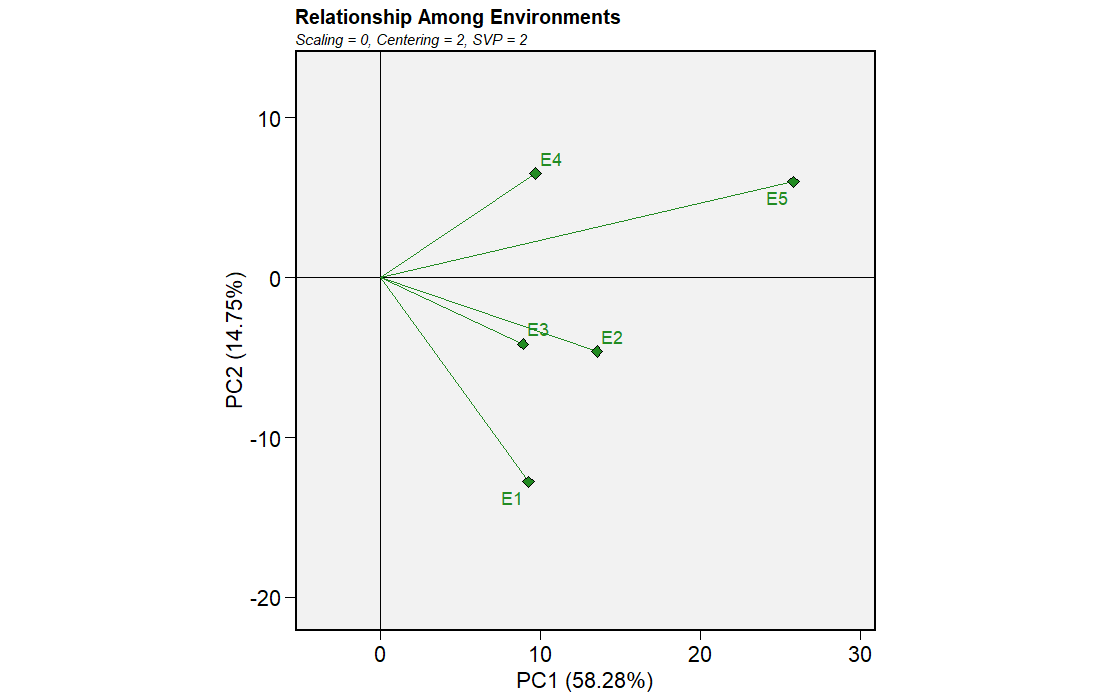 Relationship Among Environments
Scaling = 0, Centering = 2, SVP = 2
10
0
-10
-20
PC2 (14.75%)
E4
E5
E3
E2
E1
0
10
20
30
PC1 (58.28%)